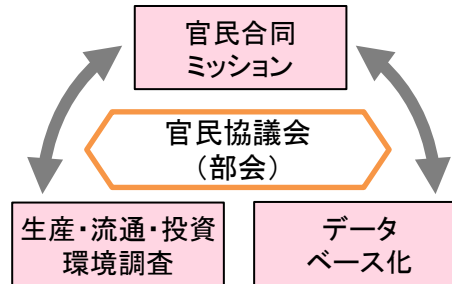 官民合同
ミッション
官民協議会
（部会）
生産・流通・投資
環境調査
データ
ベース化